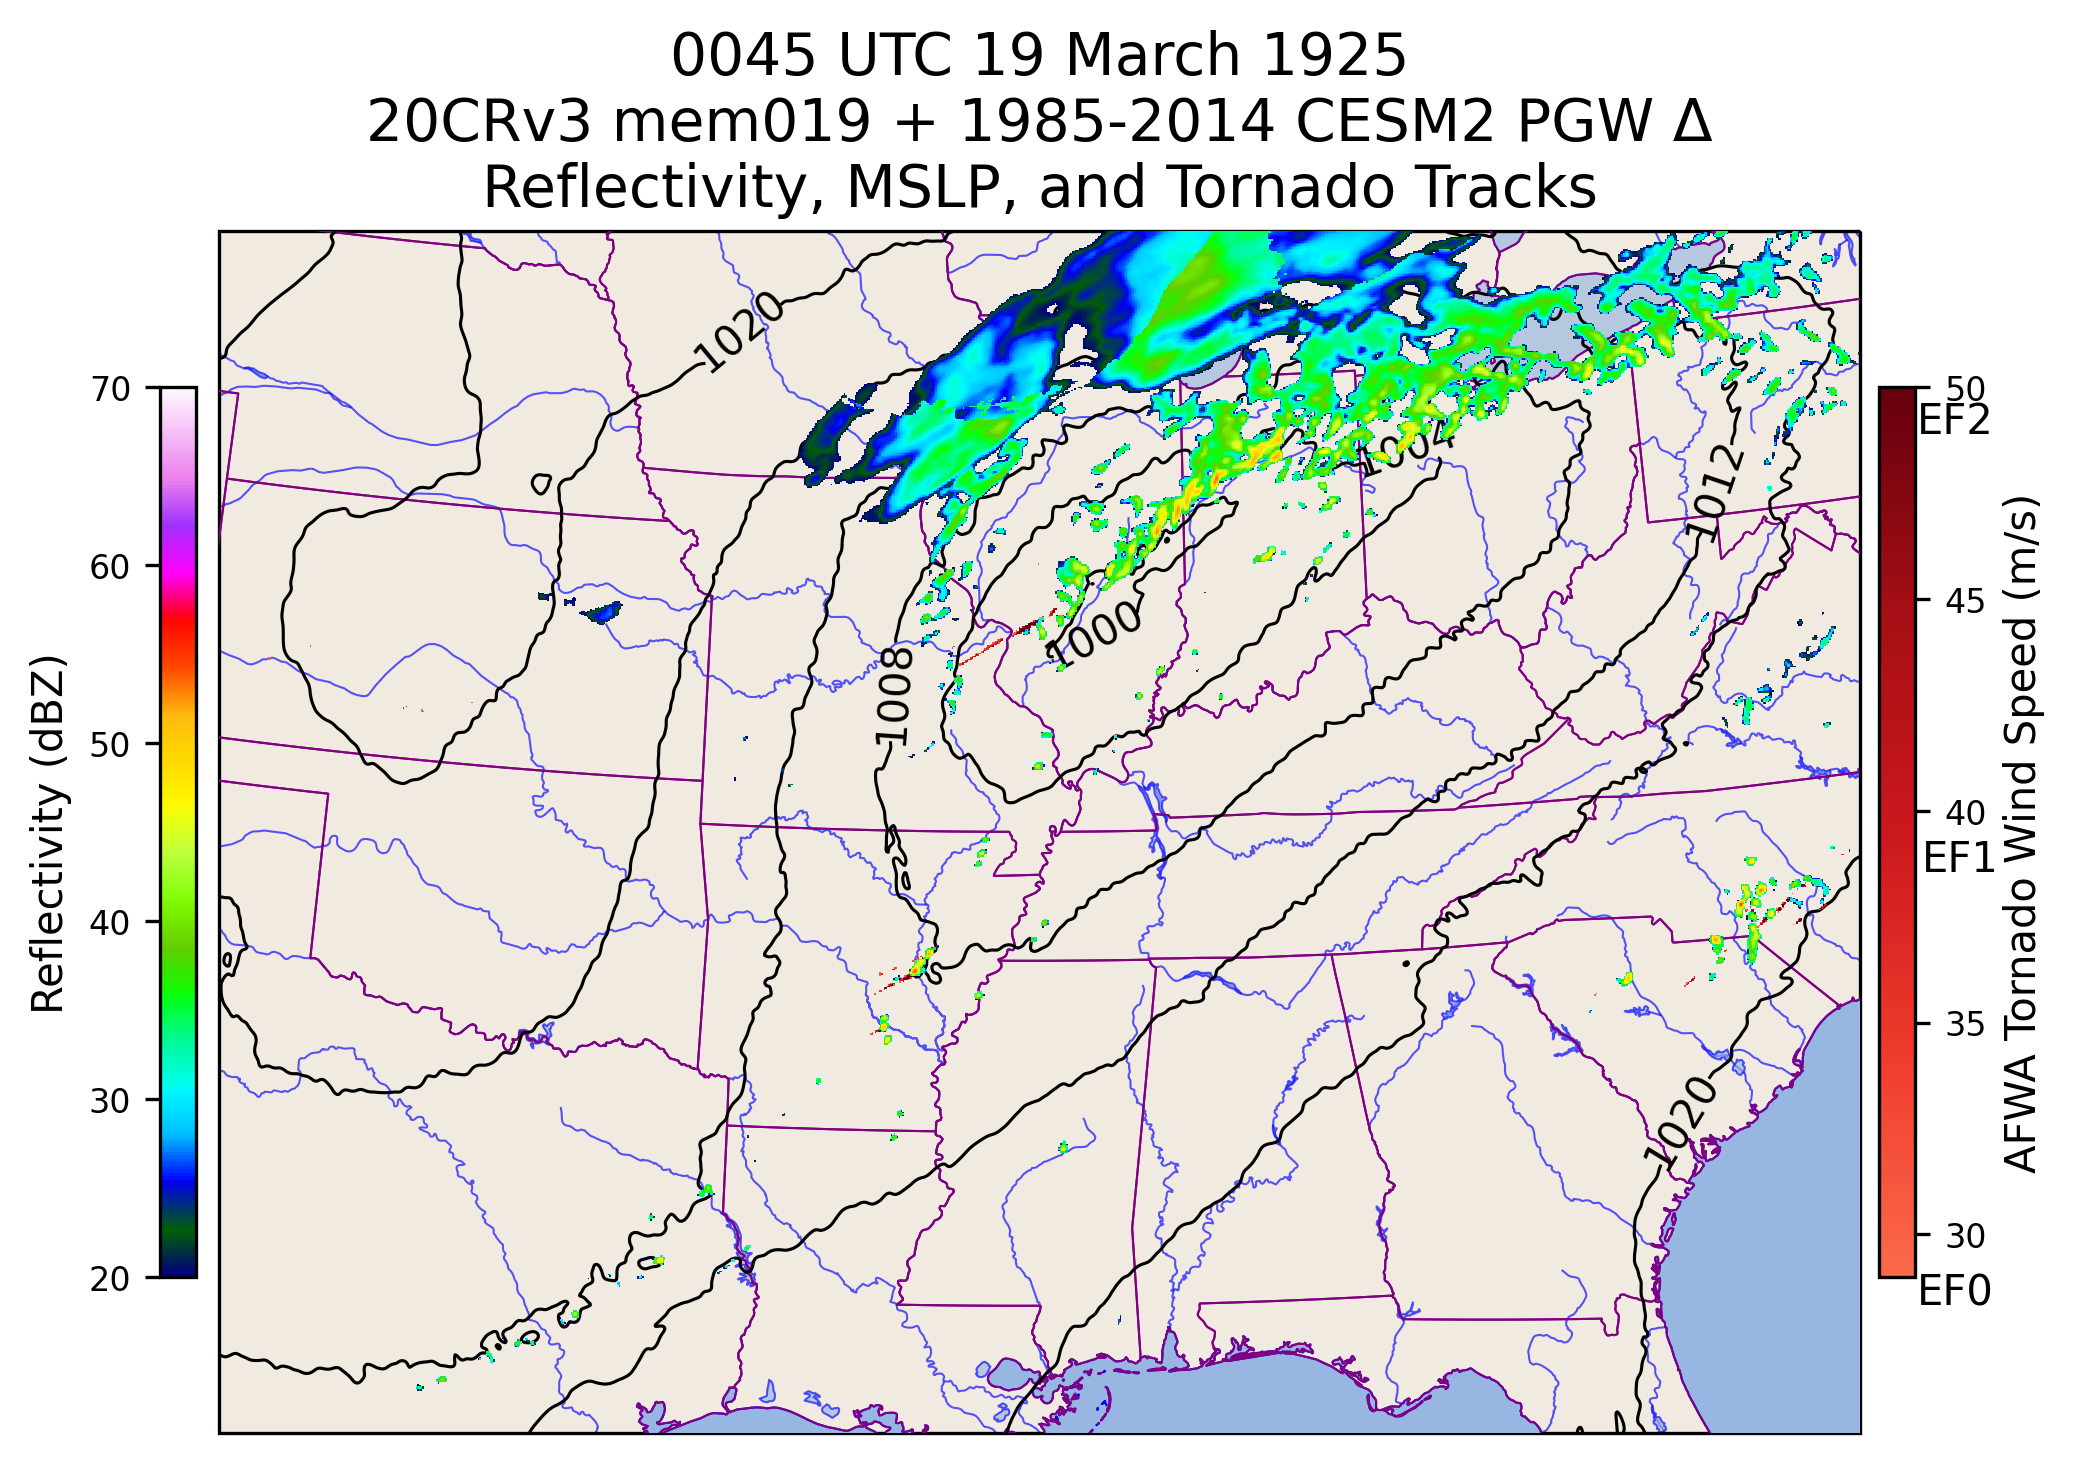 0045 UTC 19 March 1925
20CRv3 mem019 + 1985-2014 CESM2 PGW Δ
Reflectivity, MSLP, and Tornado Tracks
1020
1004
1012
1000
1008
1020
70
60
50
40
30
20
Reflectivity (dBZ)
50
EF2
45
40
EF1
35
30
EF0
AFWA Tornado Wind Speed (m/s)